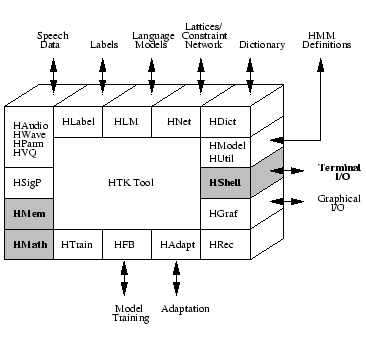 Speech
Data
Labels
Language
Models
Lattices/
Constraint
Network
Dictionary
HMM
Definitions
HAudio
HWave
HParm
HVQ
HLabel
HLM
HNet
HDict
HModel
HUtil
HSigP
HTK Tool
HShell
Terminal
I/O
Graphical
I/O
HMem
HGraf
HMath
HTrain
HFB
HAdapt
HRec
Model
Training
Adaptation